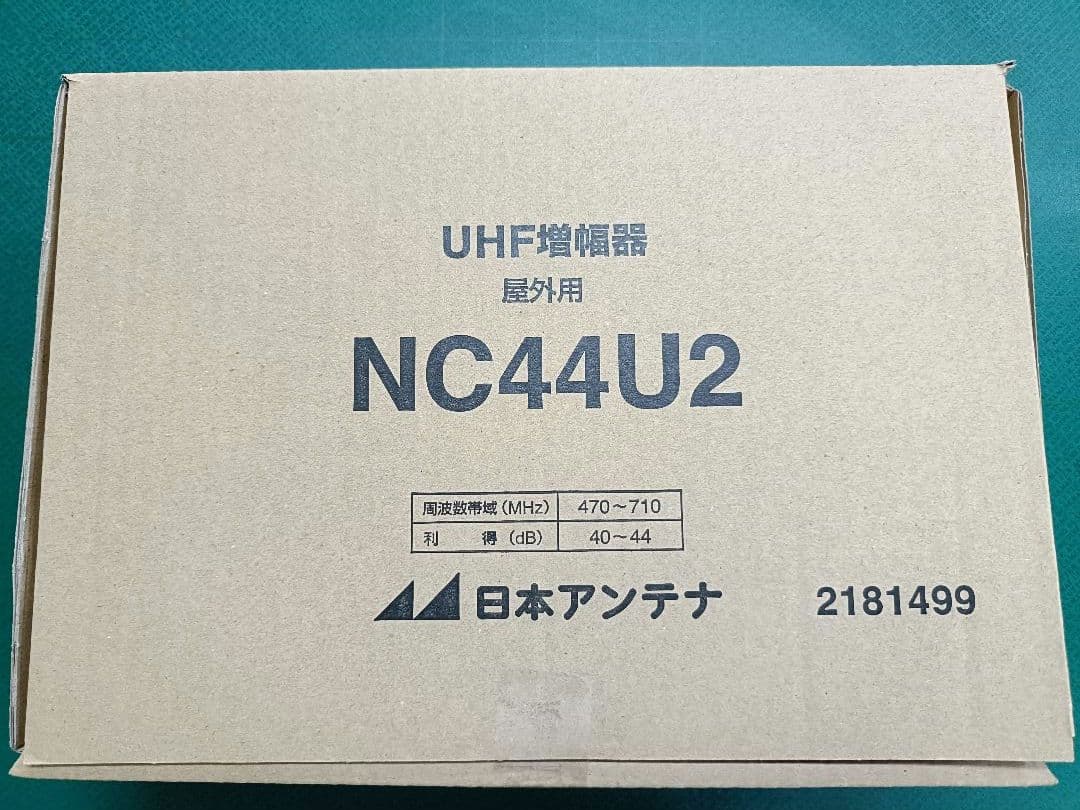 UHF増幅器
屋外用
NC44U2
周波数帯域(MHz) 470~710
利 得(dB) 40~44
日本アンテナ 2181499